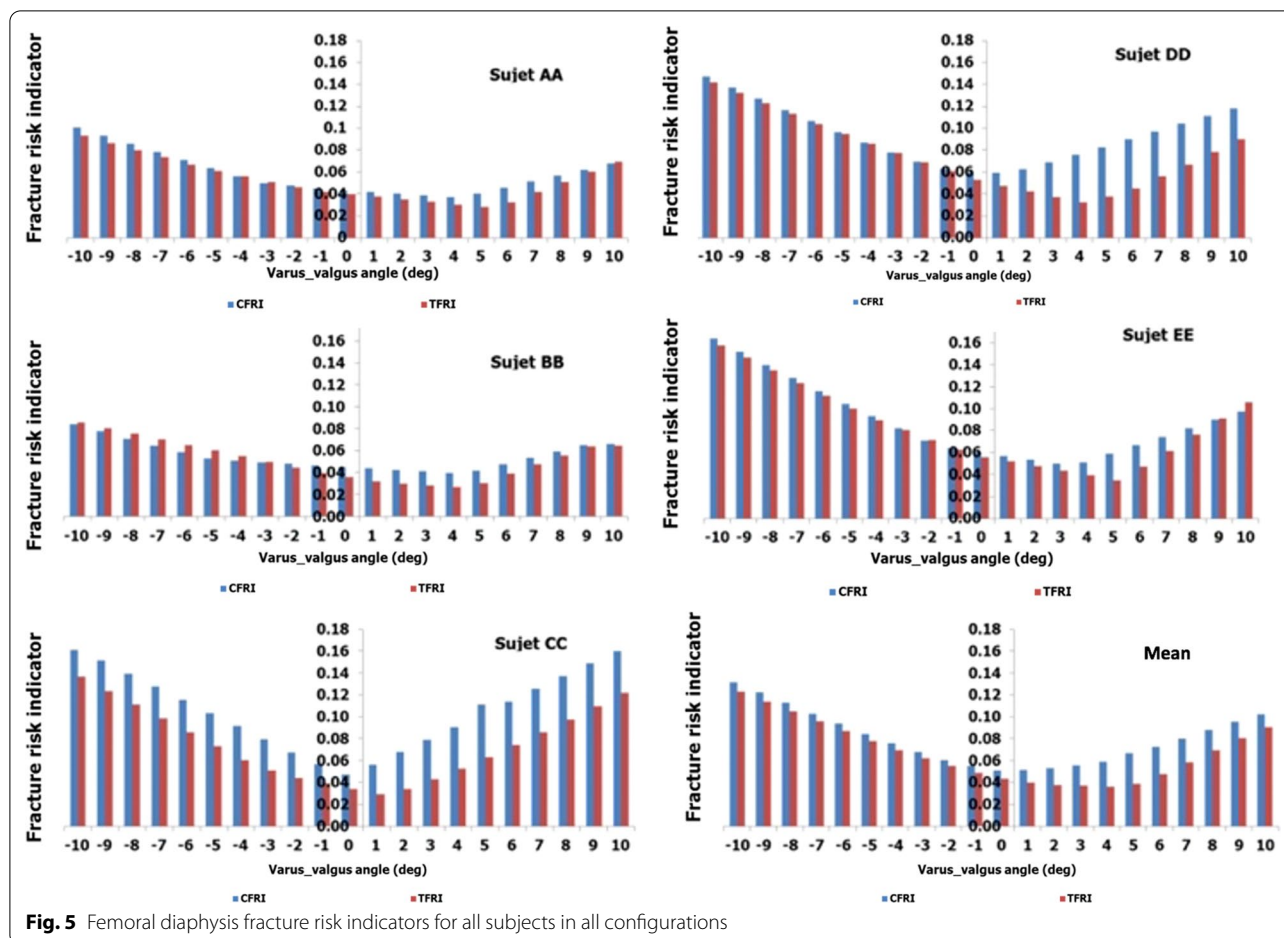 Fracture risk indicator
0.18
0.16
0.14
0.12
0.1
0.08
0.06
0.04
0.02
0
Sujet AA
-10 -9 -8 -7 -6 -5 -4 -3 -2 -1 0 1 2 3 4 5 6 7 8 9 10
Varus_valgus angle (deg)
CFRI TFRI
Fracture risk indicator
0.18
0.16
0.14
0.12
0.10
0.08
0.06
0.04
0.02
0.00
Sujet DD
-10 -9 -8 -7 -6 -5 -4 -3 -2 -1 0 1 2 3 4 5 6 7 8 9 10
Varus_valgus angle (deg)
CFRI TFRI
Fracture risk indicator
0.16
0.14
0.12
0.10
0.08
0.06
0.04
0.02
0.00
Sujet BB
-10 -9 -8 -7 -6 -5 -4 -3 -2 -1 0 1 2 3 4 5 6 7 8 9 10
Varus_valgus angle (deg)
CFRI TFRI
Fracture risk indicator
0.16
0.14
0.12
0.10
0.08
0.06
0.04
0.02
0.00
Sujet EE
-10 -9 -8 -7 -6 -5 -4 -3 -2 -1 0 1 2 3 4 5 6 7 8 9 10
Varus_valgus angle (deg)
CFRI TFRI
Fracture risk indicator
0.18
0.16
0.14
0.12
0.10
0.08
0.06
0.04
0.02
0.00
Sujet CC
-10 -9 -8 -7 -6 -5 -4 -3 -2 -1 0 1 2 3 4 5 6 7 8 9 10
Varus_valgus angle (deg)
CFRI TFRI
Fracture risk indicator
0.18
0.16
0.14
0.12
0.10
0.08
0.06
0.04
0.02
0.00
Mean
-10 -9 -8 -7 -6 -5 -4 -3 -2 -1 0 1 2 3 4 5 6 7 8 9 10
Varus_valgus angle (deg)
CFRI TFRI
Fig. 5 Femoral diaphysis fracture risk indicators for all subjects in all configurations